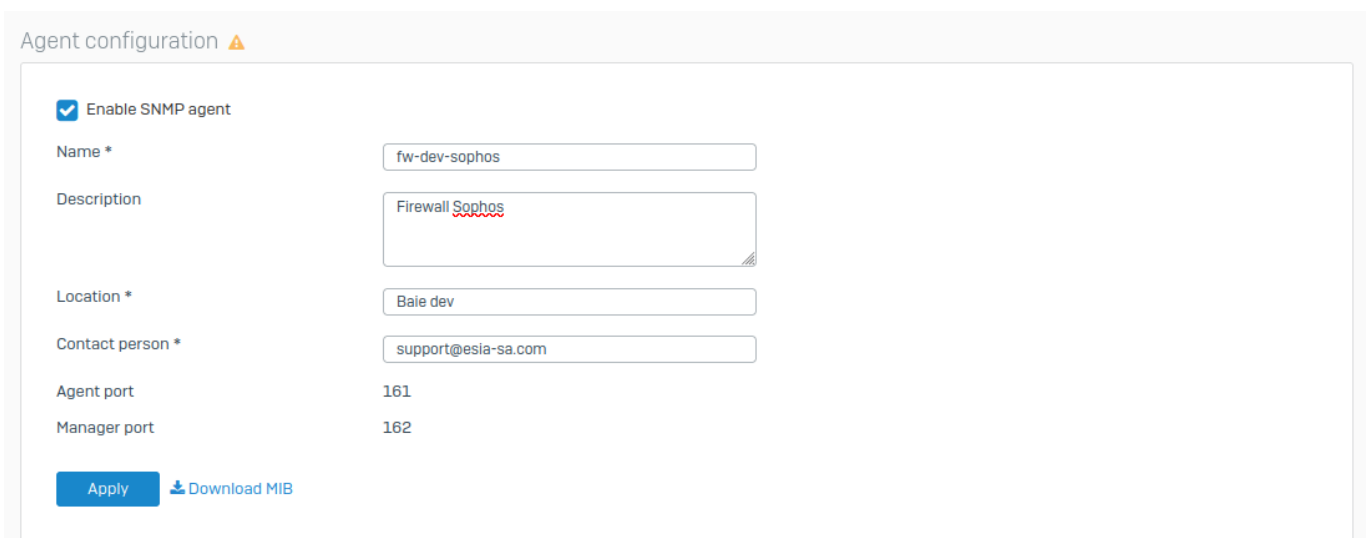 Agent configuration
Enable SNMP agent
Name * fw-dev-sophos
Description Firewall Sophos
Location * Baie dev
Contact person * support@esia-sa.com
Agent port 161
Manager port 162
Apply Download MIB